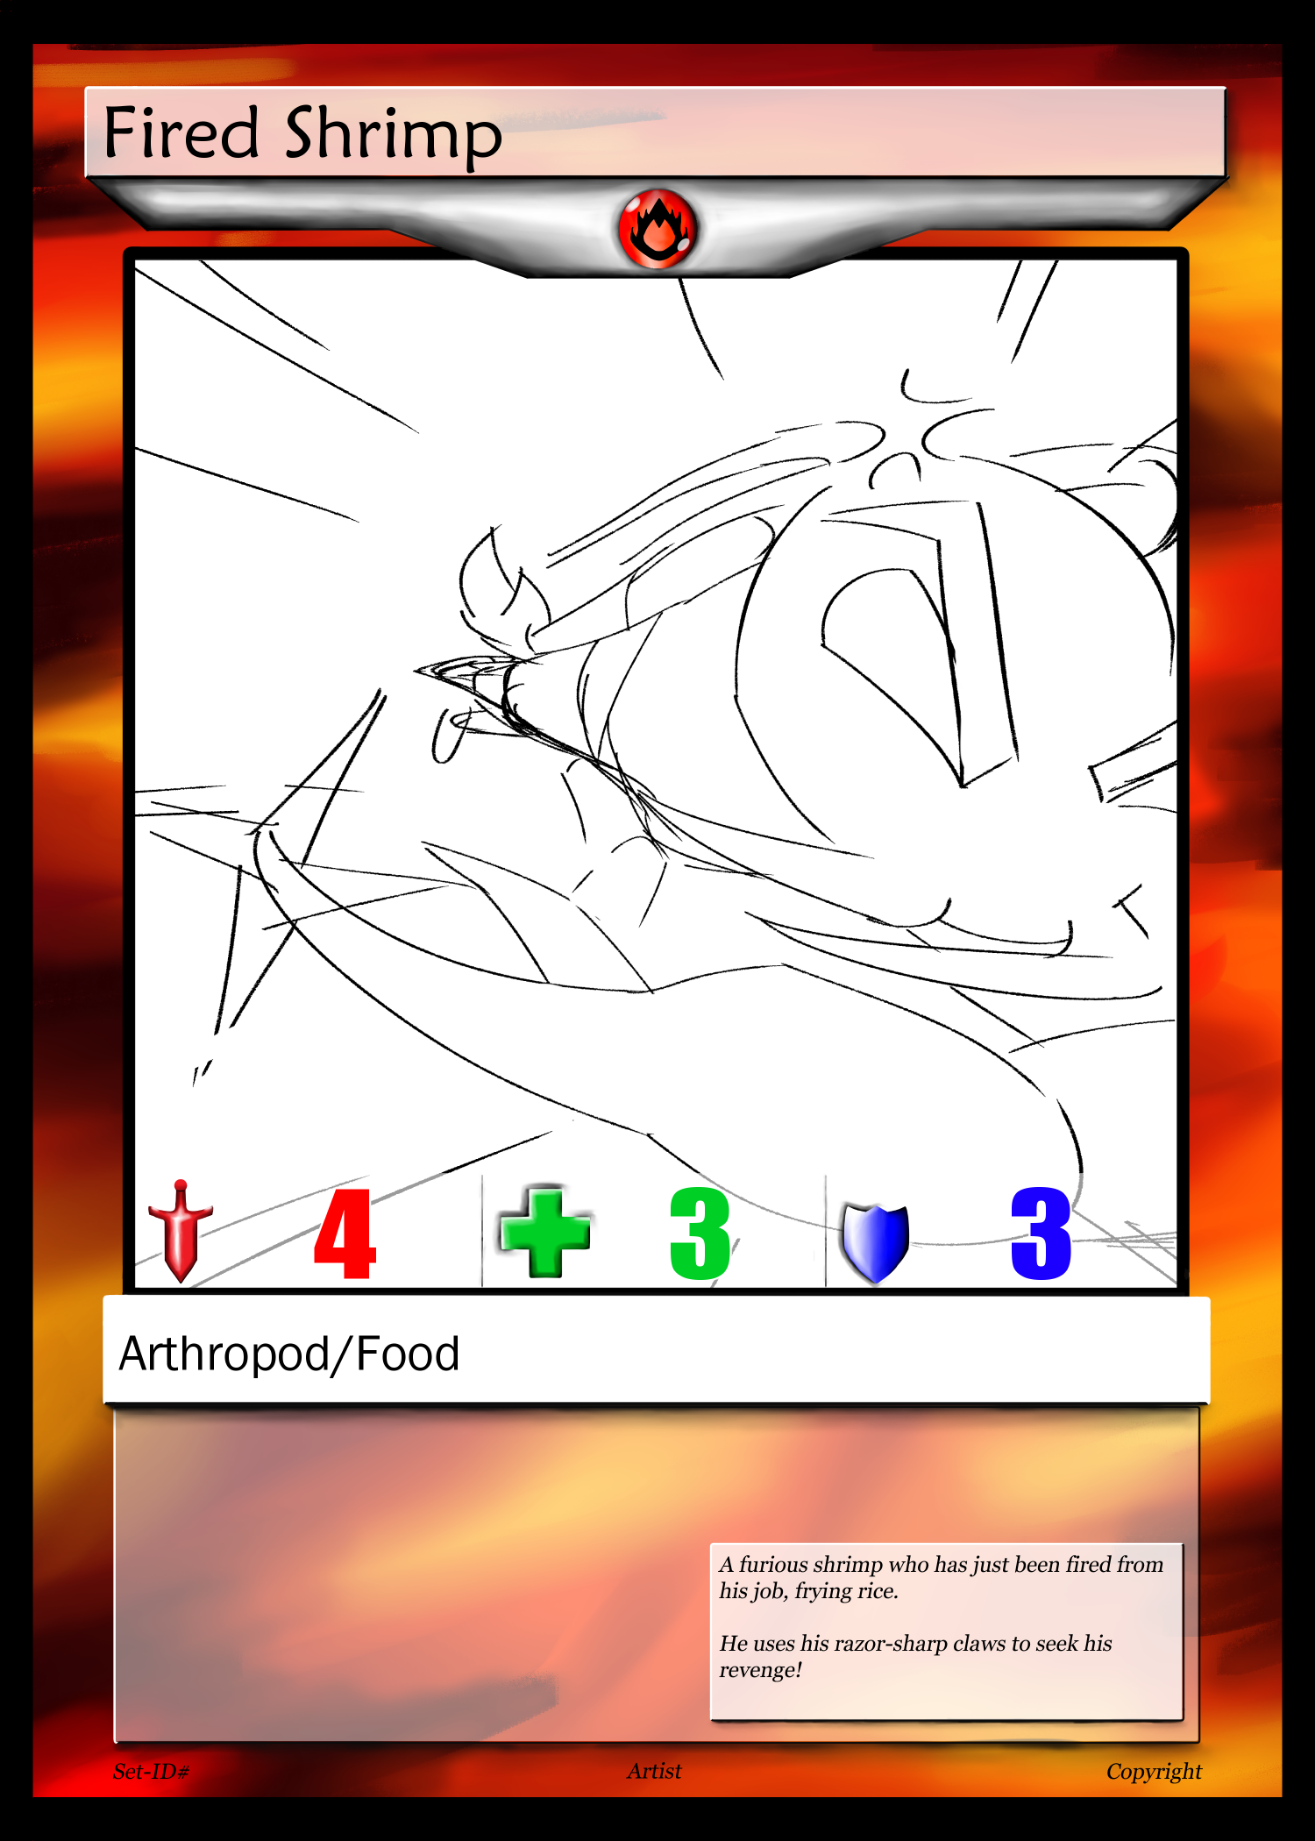 Fired Shrimp
4
3
3
Arthropod/Food
A furious shrimp who has just been fired from
his job, frying rice.
He uses his razor-sharp claws to seek his
revenge!
Set-ID#
Artist
Copyright